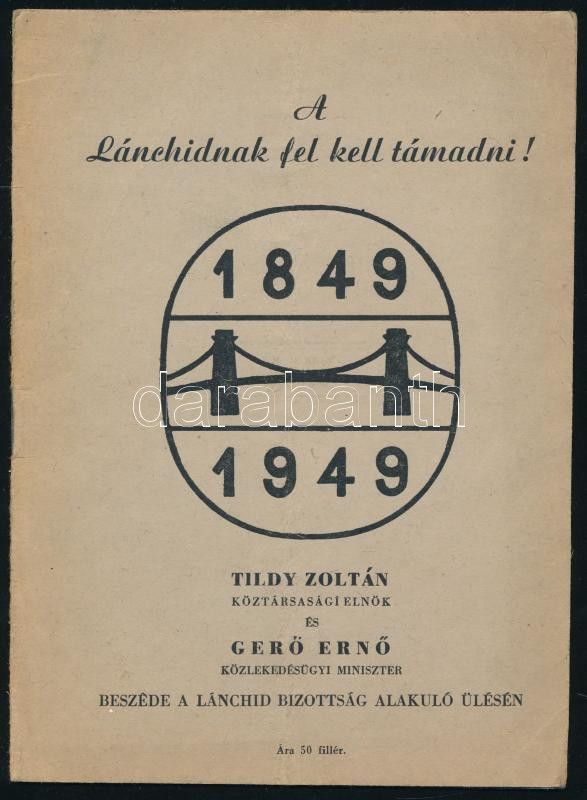 A
Lánchidnak fel kell támadni!
1849
darabanth
1949
TILDY ZOLTÁN
KÖZTÁRSASÁGI ELNÖK
ÉS
GERŐ ERNŐ
KÖZLEKEDÉSÜGYI MINISZTER
BESZÉDE A LÁNCHID BIZOTTSÁG ALAKULÓ ÜLÉSÉN
Ára 50 fillér.